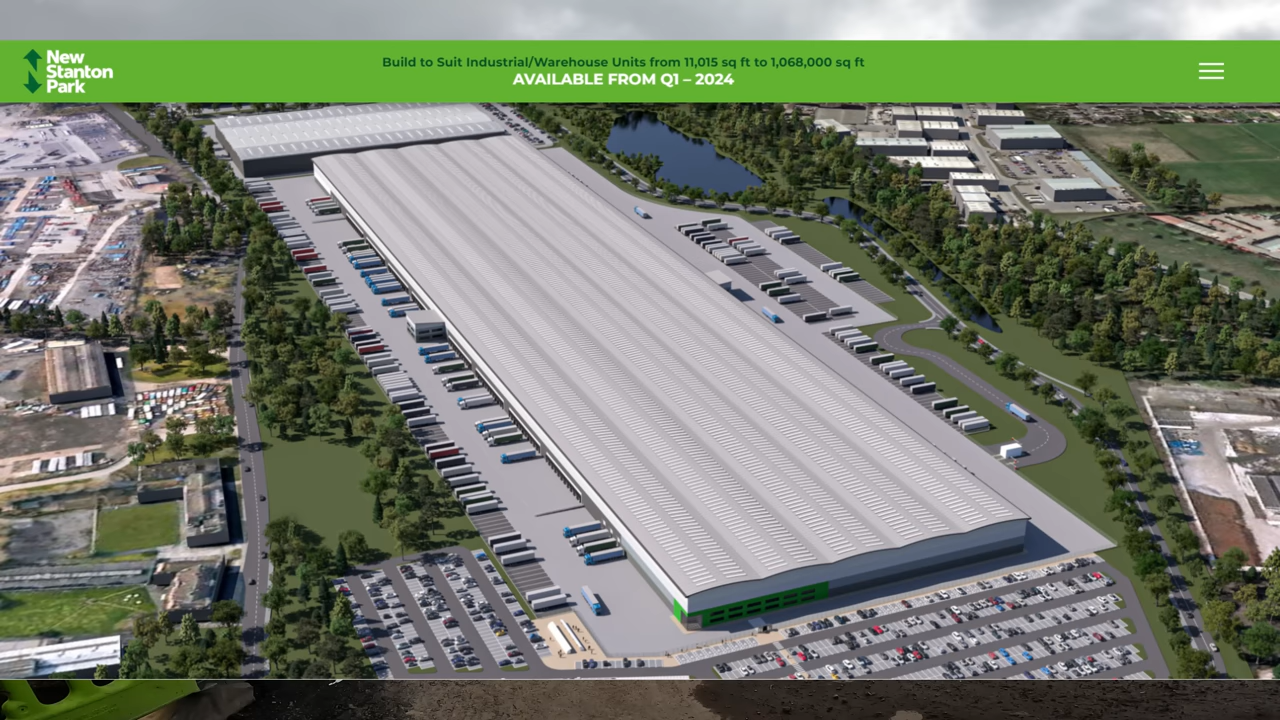 New
Stanton
Park
Build to Suit Industrial/Warehouse Units from 11,015 sq ft to 1,068,000 sq ft
AVAILABLE FROM Q1 – 2024